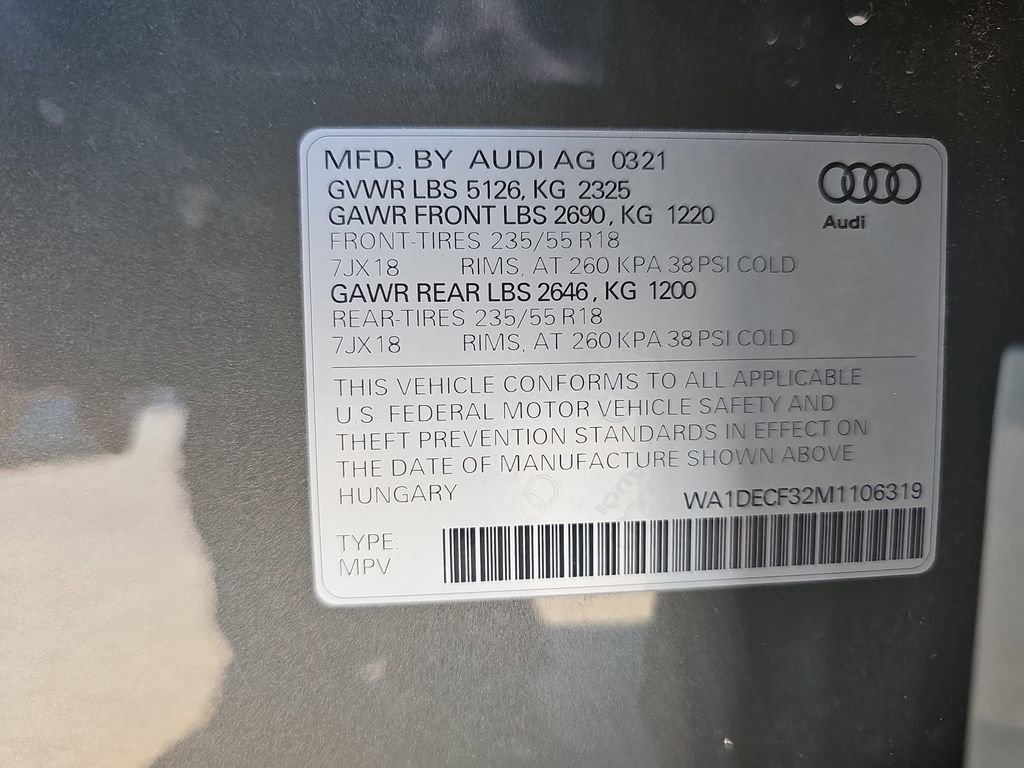 MFD. BY AUDI AG 0321
GVWR LBS 5126, KG 2325
GAWR FRONT LBS 2690, KG 1220
FRONT-TIRES 235/55 R18
7JX18 RIMS, AT 260 KPA 38 PSI COLD
GAWR REAR LBS 2646, KG 1200
REAR-TIRES 235/55 R18
7JX18 RIMS, AT 260 KPA 38 PSI COLD
Audi
THIS VEHICLE CONFORMS TO ALL APPLICABLE
U.S. FEDERAL MOTOR VEHICLE SAFETY AND
THEFT PREVENTION STANDARDS IN EFFECT ON
THE DATE OF MANUFACTURE SHOWN ABOVE.
HUNGARY
WA1DECF32M1106319
TYPE:
MPV